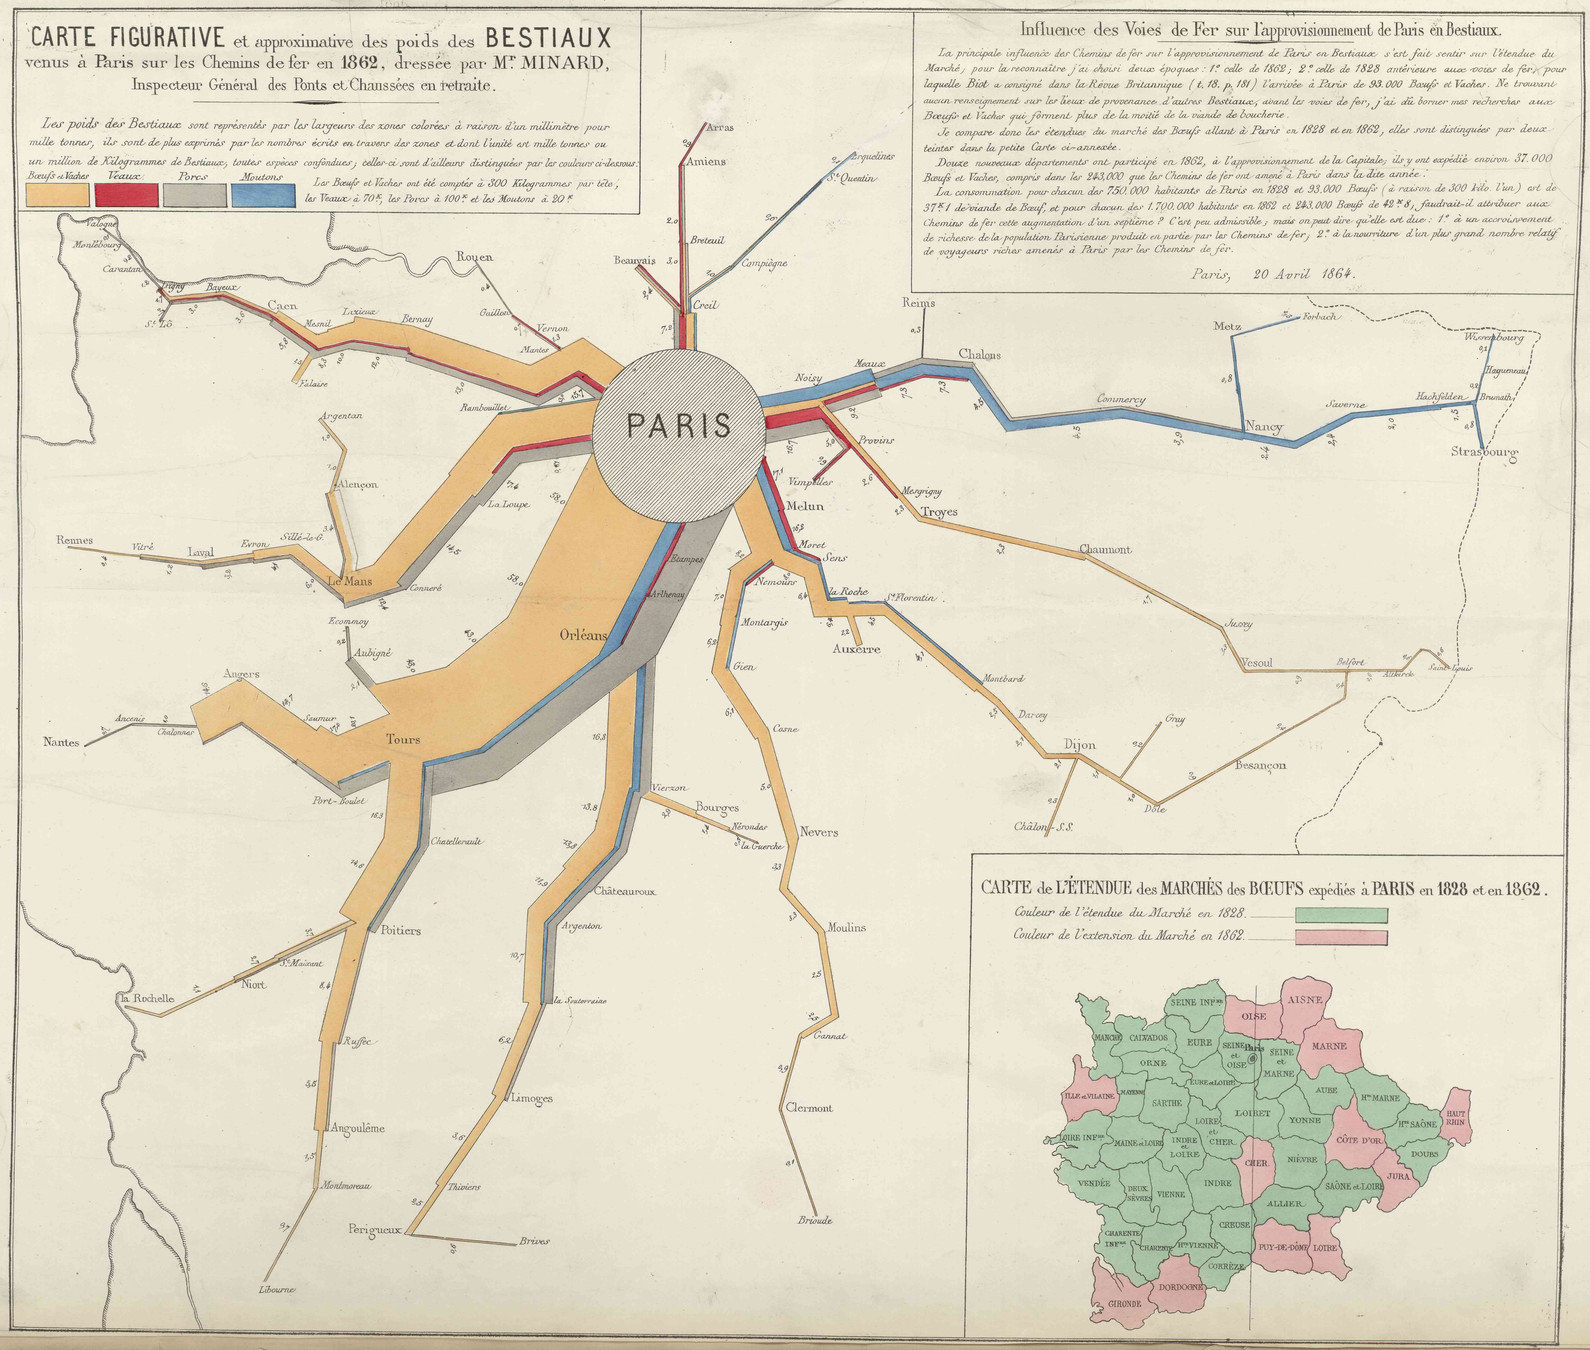 CARTE FIGURATIVE et approximative des poids des BESTIAUX
venus à Paris sur les Chemins de fer en 1862, dressée par Mr. MINARD,
Inspecteur Général des Ponts et Chaussées en retraite.
Les poids des Bestiaux sont représentés par les largeurs des zones colorées à raison d'un millimètre pour
mille tonnes, ils sont de plus exprimés par les nombres écrits en travers des zones et dont l'unité est mille tonnes ou
un million de Kilogrammes de Bestiaux, toutes espèces confondues; celles-ci sont d'ailleurs distinguées par les couleurs ci-dessous:
Bœufs et Vaches Veaux Porcs Moutons
Les Bœufs et Vaches ont été comptés à 300 Kilogrammes par tête,
les Veaux à 70k, les Porcs à 100k et les Moutons à 20k
Influence des Voies de Fer sur l'approvisionnement de Paris en Bestiaux.
La principale influence des Chemins de fer sur l'approvisionnement de Paris en Bestiaux s'est fait sentir sur l'étendue du
Marché; pour la reconnaître j'ai choisi deux époques: 1° celle de 1862; 2° celle de 1828 antérieure aux voies de fer, pour
laquelle Biot a consigné dans la Revue Britannique (t. 18. p. 181) l'arrivée à Paris de 93.000 Bœufs et Vaches. Ne trouvant
aucun renseignement sur les lieux de provenance d'autres Bestiaux, avant les voies de fer, j'ai dû borner mes recherches aux
Bœufs et Vaches qui forment plus de la moitié de la viande de boucherie.
Je compare donc les étendues du marché des Bœufs allant à Paris en 1828 et en 1862, elles sont distinguées par deux
teintes dans la petite Carte ci-annexée.
Douze nouveaux départements ont participé en 1862, à l'approvisionnement de la Capitale; ils y ont expédié environ 37.000
Bœufs et Vaches, compris dans les 243,000 que les Chemins de fer ont amené à Paris dans la dite année.
La consommation pour chacun des 750,000 habitants de Paris en 1828 et 93,000 Bœufs (à raison de 300 kilo. l'un) est de
37k,1 de viande de Bœuf, et pour chacun des 1.700,000 habitants en 1862 et 243,000 Bœufs de 42k,8; faudrait-il attribuer aux
Chemins de fer cette augmentation d'un septième? C'est peu admissible; mais on peut dire qu'elle est due: 1° à un accroissement
de richesse de la population Parisienne produit en partie par les Chemins de fer; 2° à la nourriture d'un plus grand nombre relatif
de voyageurs riches amenés à Paris par les Chemins de fer.
Paris, 20 Avril 1864.
Arras
Amiens
Erquelines
St Quentin
Breteuil
Beauvais
Compiègne
Creil
Valogne
Montébourg
Carentan
Isigny
Bayeux
St Lô
Caen
Mesnil
Lizieux
Bernay
Falaise
Rouen
Gaillon
Vernon
Mantes
Reims
Metz
Forbach
Wissembourg
Haguenau
Noisy
Meaux
Chalons
Commercy
Nancy
Saverne
Hochfelden
Brumath
Strasbourg
PARIS
Rambouillet
Argentan
Alençon
La Loupe
Provins
Vimpelles
Mesgrigny
Troyes
Melun
Moret
Sens
Rennes
Vitré
Laval
Evron
Sillé-le-G.
Le Mans
Conneré
Etampes
Arthenay
Nemours
la Roche
St Florentin
Chaumont
Ecommoy
Aubigné
Orléans
Montargis
Auxerre
Jussey
Vesoul
Belfort
Altkirck
Saint-Louis
Angers
Saumur
Gien
Montbard
Ancenis
Chalonnes
Nantes
Tours
Cosne
Darcey
Gray
Dijon
Besançon
Port-Boulet
Vierzon
Bourges
Nérondes
la Guerche
Dôle
Châlon-S.S.
Chatellerault
Nevers
Châteauroux
Poitiers
Argenton
Moulins
St Maixent
Niort
la Rochelle
la Souterraine
Ruffec
Gannat
Limoges
Clermont
Angoulême
Montmoreau
Thiviers
Perigueux
Brives
Brioude
Libourne
CARTE de L'ÉTENDUE des MARCHÉS des BŒUFS expédiés à PARIS en 1828 et en 1862.
Couleur de l'étendue du Marché en 1828.
Couleur de l'extension du Marché en 1862.
SEINE INFre
OISE
AISNE
MANCHE
CALVADOS
EURE
SEINE et OISE
Paris
SEINE et MARNE
MARNE
ORNE
EURE et LOIRE
AUBE
Hte MARNE
ILLE et VILAINE
MAYENNE
SARTHE
LOIRET
YONNE
HAUT RHIN
Hte SAÔNE
LOIRE INFre
MAINE et LOIRE
INDRE et LOIRE
LOIRE et CHER
CHER
NIÈVRE
CÔTE D'OR
DOUBS
VENDÉE
DEUX SÈVRES
VIENNE
INDRE
ALLIER
SAÔNE et LOIRE
JURA
CHARENTE INFre
CHARENTE
Hte VIENNE
CREUSE
PUY-DE-DÔME
LOIRE
CORRÈZE
DORDOGNE
GIRONDE